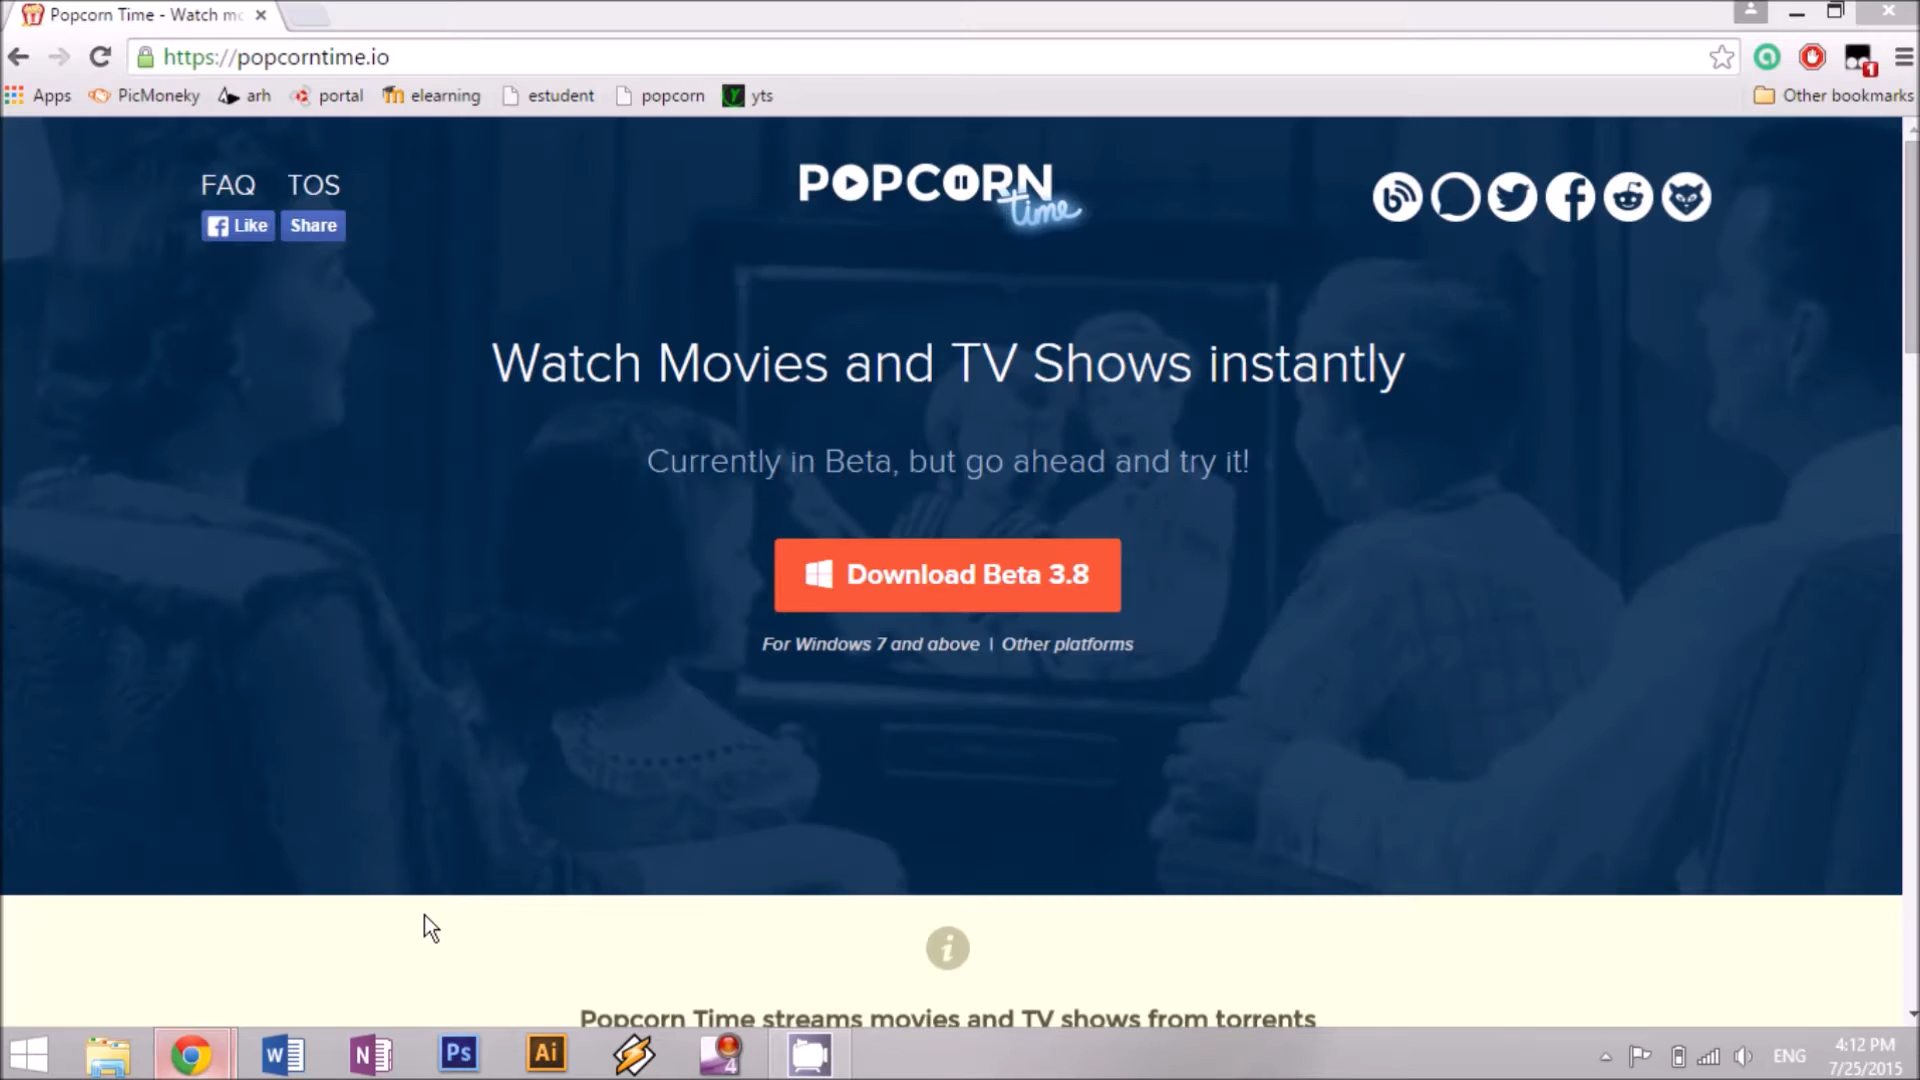 Popcorn Time - Watch mo
https://popcorntime.io
Apps PicMoneky arh portal elearning estudent popcorn yts Other bookmarks
1
FAQ TOS
Like Share
POPCORN
time
Watch Movies and TV Shows instantly
Currently in Beta, but go ahead and try it!
Download Beta 3.8
For Windows 7 and above | Other platforms
i
Popcorn Time streams movies and TV shows from torrents
W N Ps Ai 4 ENG
4:12 PM
7/25/2015